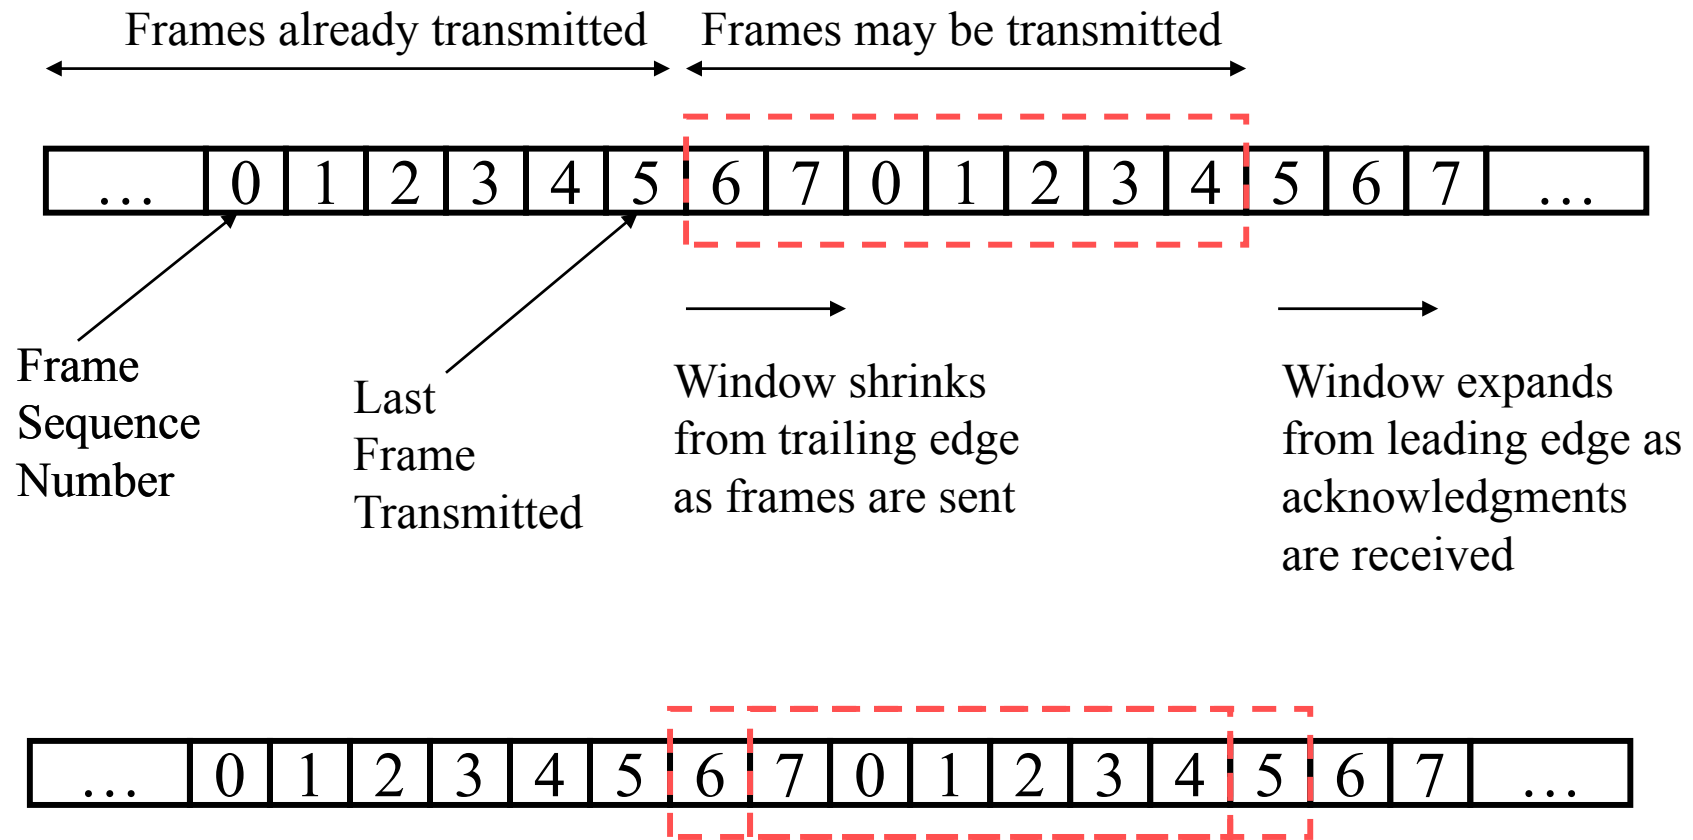 Frames already transmitted Frames may be transmitted
… 0 1 2 3 4 5 6 7 0 1 2 3 4 5 6 7 …
Frame
Sequence
Number
Last
Frame
Transmitted
Window shrinks
from trailing edge
as frames are sent
Window expands
from leading edge as
acknowledgments
are received
… 0 1 2 3 4 5 6 7 0 1 2 3 4 5 6 7 …